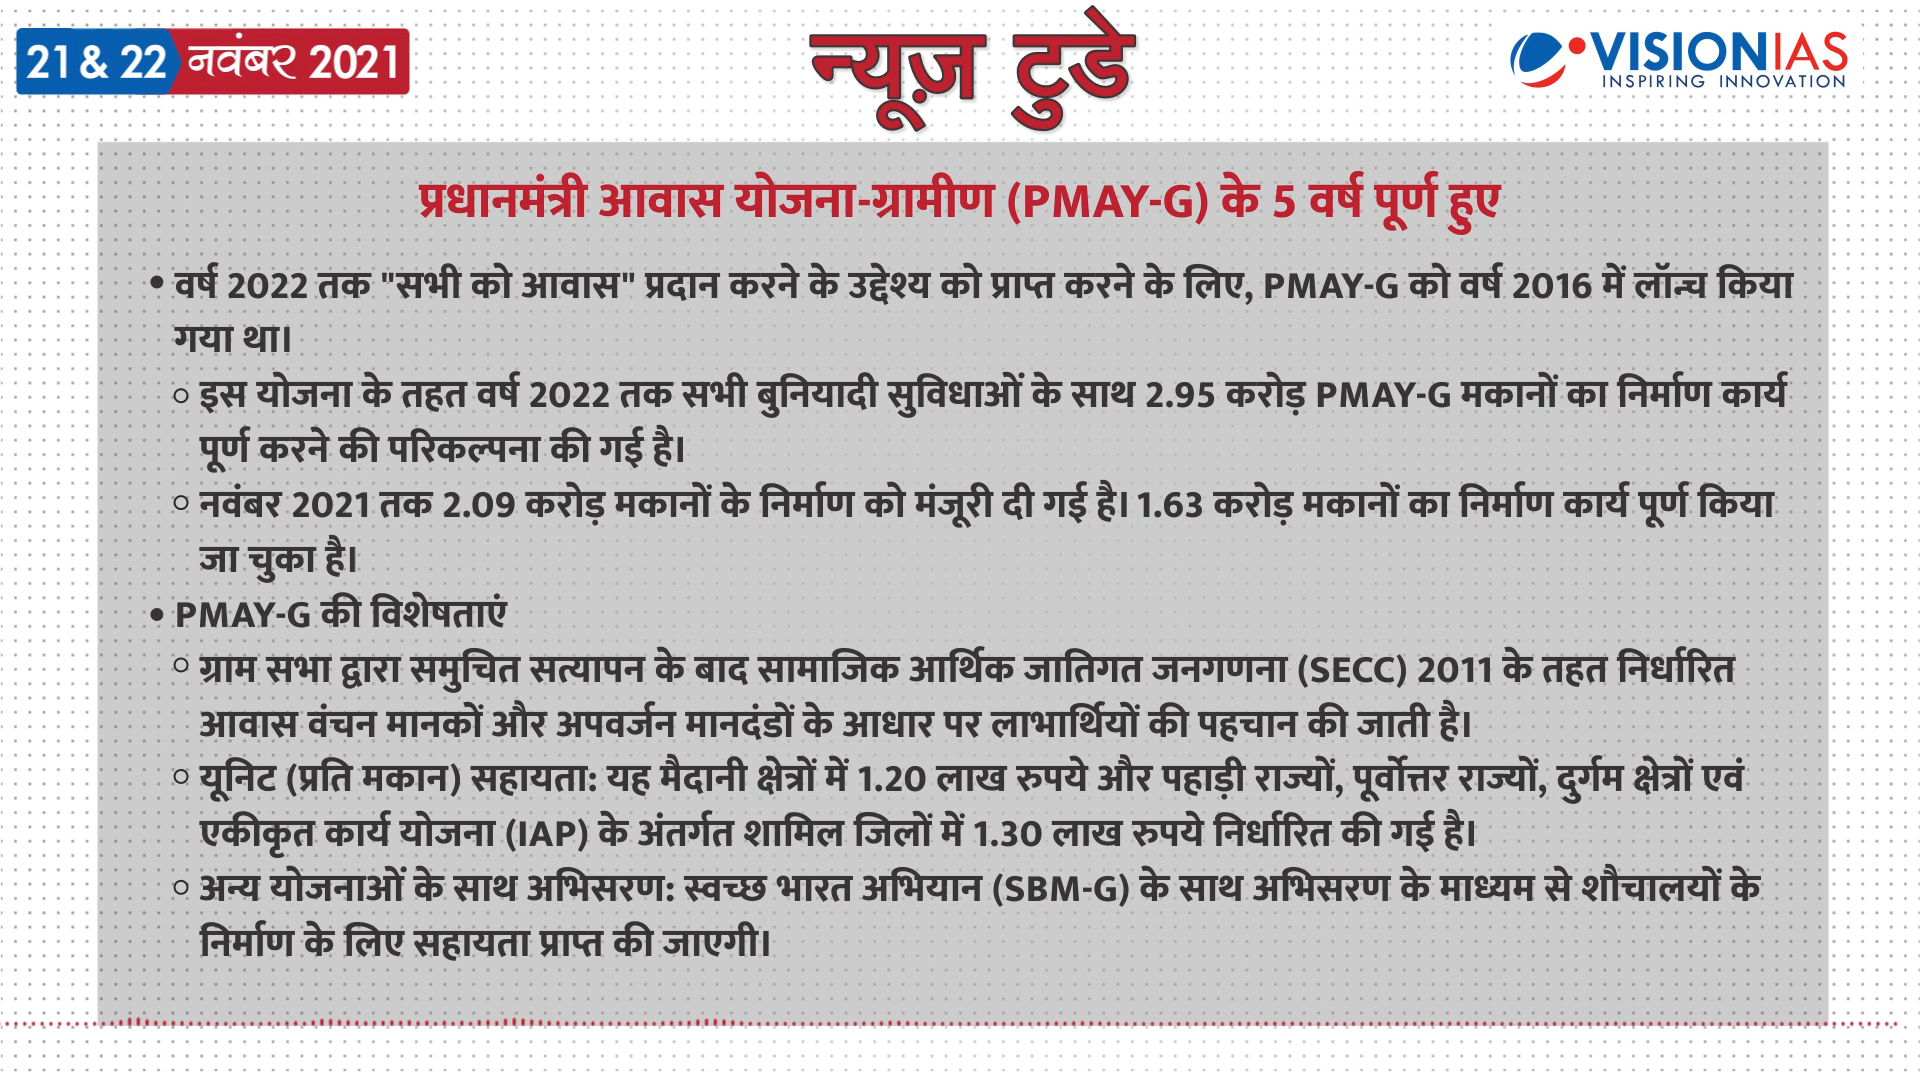 21 & 22 नवंबर 2021
न्यूज़ टुडे
VISIONIAS
INSPIRING INNOVATION
प्रधानमंत्री आवास योजना-ग्रामीण (PMAY-G) के 5 वर्ष पूर्ण हुए
• वर्ष 2022 तक "सभी को आवास" प्रदान करने के उद्देश्य को प्राप्त करने के लिए, PMAY-G को वर्ष 2016 में लॉन्च किया
गया था।
○ इस योजना के तहत वर्ष 2022 तक सभी बुनियादी सुविधाओं के साथ 2.95 करोड़ PMAY-G मकानों का निर्माण कार्य
पूर्ण करने की परिकल्पना की गई है।
○ नवंबर 2021 तक 2.09 करोड़ मकानों के निर्माण को मंजूरी दी गई है। 1.63 करोड़ मकानों का निर्माण कार्य पूर्ण किया
जा चुका है।
• PMAY-G की विशेषताएं
○ ग्राम सभा द्वारा समुचित सत्यापन के बाद सामाजिक आर्थिक जातिगत जनगणना (SECC) 2011 के तहत निर्धारित
आवास वंचन मानकों और अपवर्जन मानदंडों के आधार पर लाभार्थियों की पहचान की जाती है।
○ यूनिट (प्रति मकान) सहायता: यह मैदानी क्षेत्रों में 1.20 लाख रुपये और पहाड़ी राज्यों, पूर्वोत्तर राज्यों, दुर्गम क्षेत्रों एवं
एकीकृत कार्य योजना (IAP) के अंतर्गत शामिल जिलों में 1.30 लाख रुपये निर्धारित की गई है।
○ अन्य योजनाओं के साथ अभिसरण: स्वच्छ भारत अभियान (SBM-G) के साथ अभिसरण के माध्यम से शौचालयों के
निर्माण के लिए सहायता प्राप्त की जाएगी।